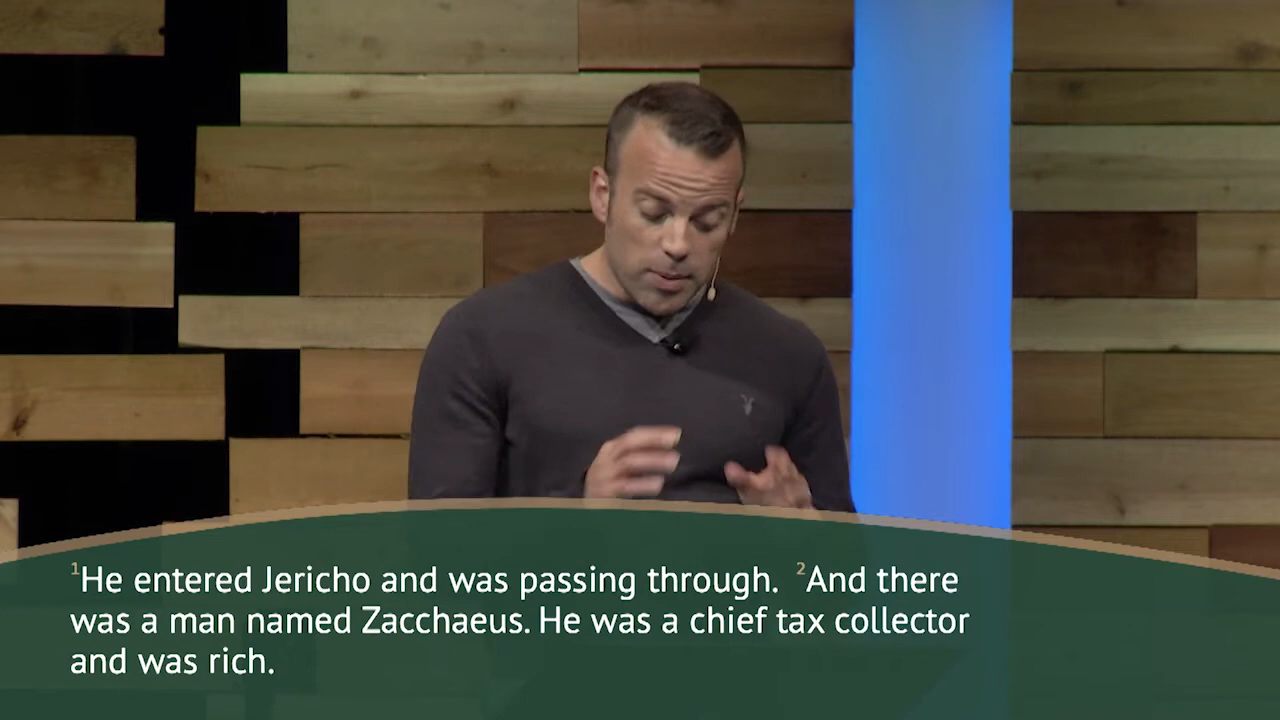 ¹He entered Jericho and was passing through. ²And there
was a man named Zacchaeus. He was a chief tax collector
and was rich.